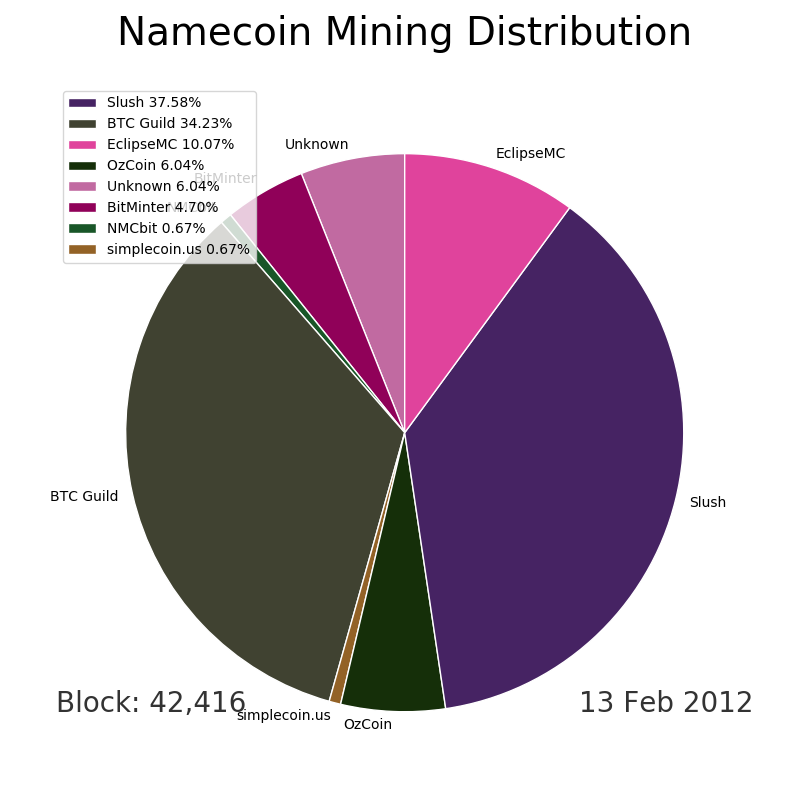 Namecoin Mining Distribution
Slush 37.58%
BTC Guild 34.23%
EclipseMC 10.07%
OzCoin 6.04%
Unknown 6.04%
BitMinter 4.70%
NMCbit 0.67%
simplecoin.us 0.67%
Unknown
EclipseMC
BitMinter
NMCbit
BTC Guild
Slush
Block: 42,416
13 Feb 2012
simplecoin.us
OzCoin